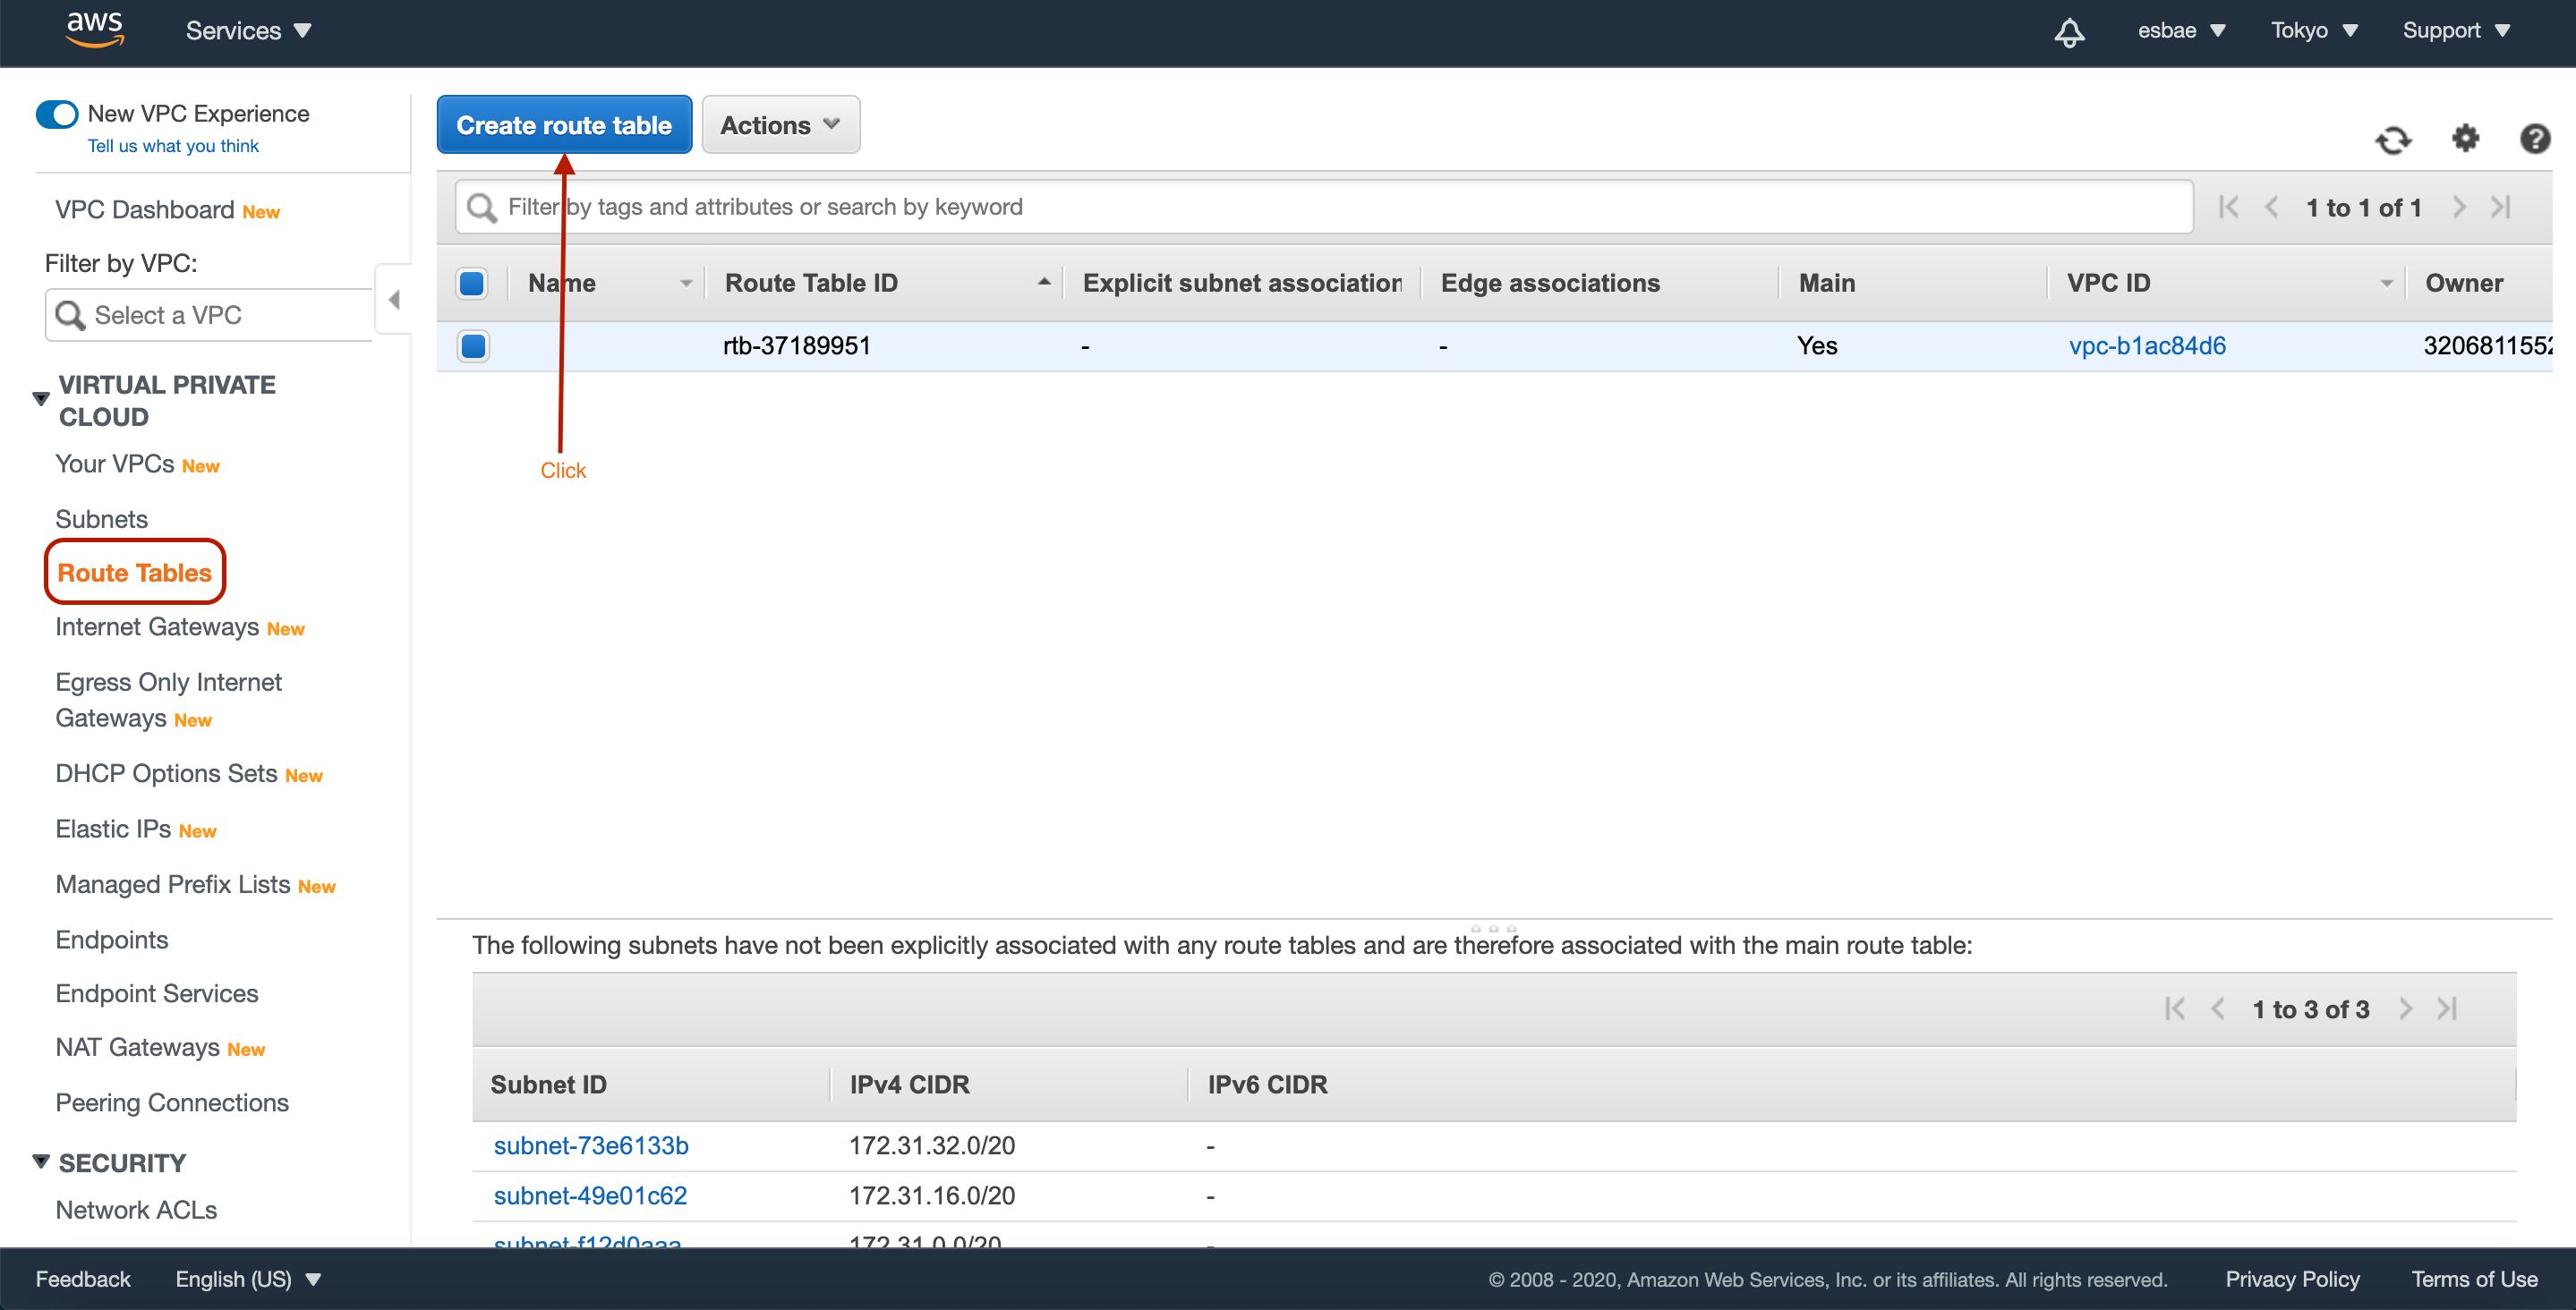 aws
Services
esbae
Tokyo
Support
New VPC Experience
Tell us what you think
VPC Dashboard New
Filter by VPC:
Select a VPC
VIRTUAL PRIVATE
CLOUD
Your VPCs New
Subnets
Route Tables
Internet Gateways New
Egress Only Internet
Gateways New
DHCP Options Sets New
Elastic IPs New
Managed Prefix Lists New
Endpoints
Endpoint Services
NAT Gateways New
Peering Connections
SECURITY
Network ACLs
Create route table
Actions
Filter by tags and attributes or search by keyword
1 to 1 of 1
Name
Route Table ID
Explicit subnet association
Edge associations
Main
VPC ID
Owner
rtb-37189951
-
-
Yes
vpc-b1ac84d6
3206811552
Click
The following subnets have not been explicitly associated with any route tables and are therefore associated with the main route table:
1 to 3 of 3
Subnet ID
IPv4 CIDR
IPv6 CIDR
subnet-73e6133b
172.31.32.0/20
-
subnet-49e01c62
172.31.16.0/20
-
subnet-f12d0aaa
172.31.0.0/20
-
Feedback
English (US)
© 2008 - 2020, Amazon Web Services, Inc. or its affiliates. All rights reserved.
Privacy Policy
Terms of Use